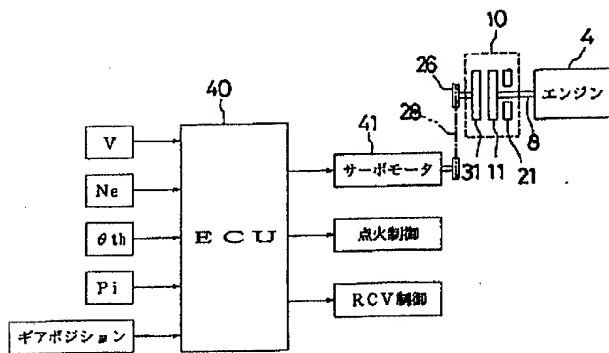 10
4
26
エンジン
40
28
8
41
31
11
21
V
サーボモータ
Ne
θth
ECU
点火制御
Pi
RCV制御
ギアポジション